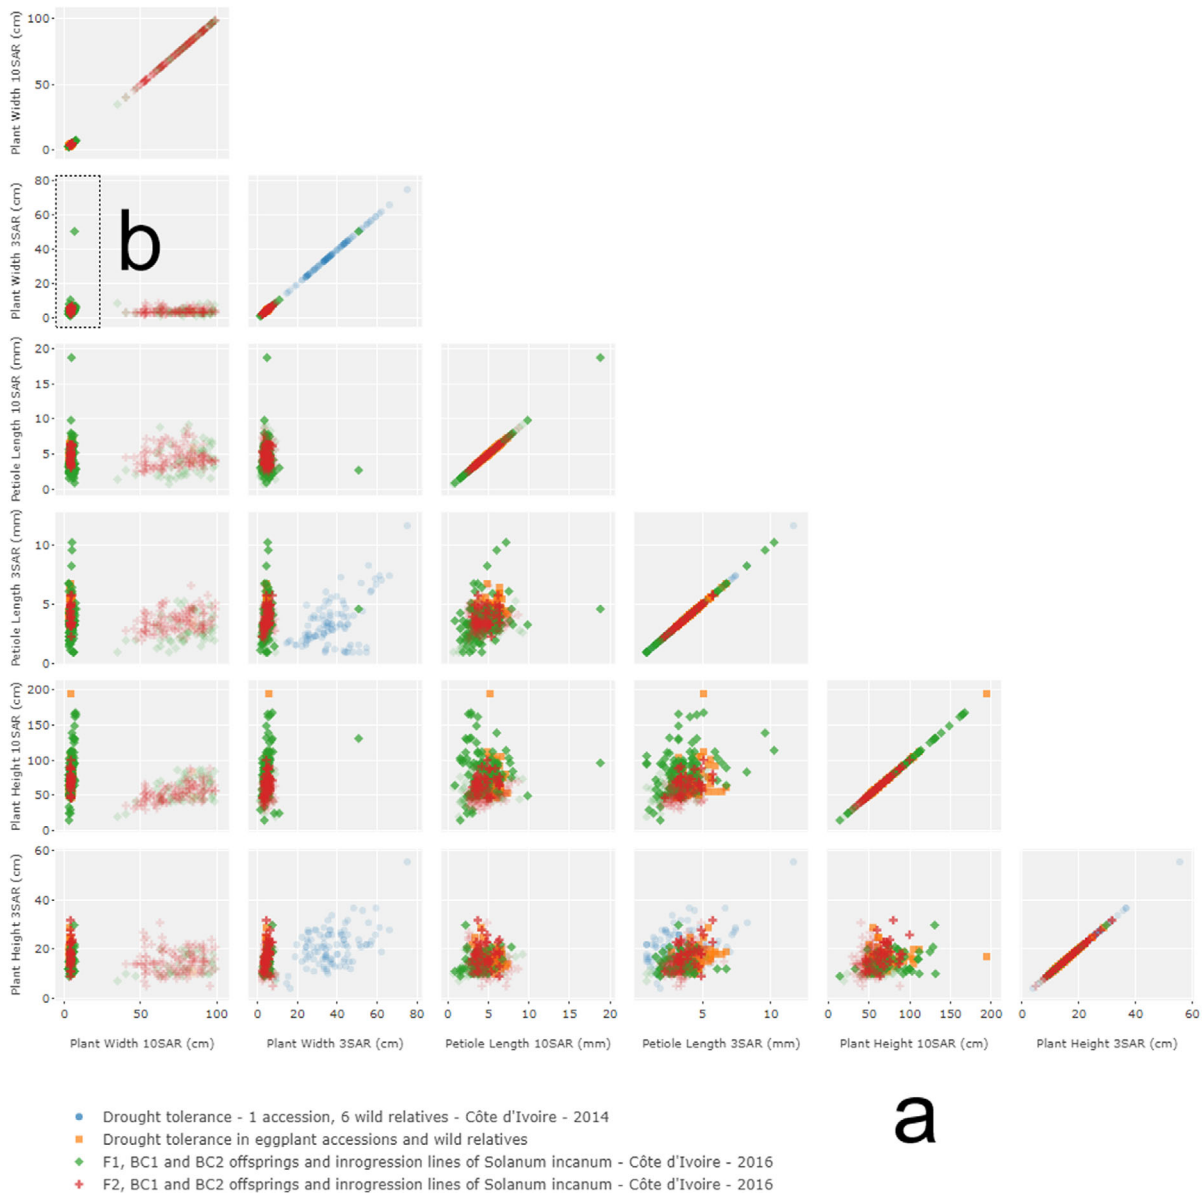 Plant Width 10SAR (cm)
100
50
0
Plant Width 3SAR (cm)
80
60
40
20
0
b
Petiole Length 10SAR (mm)
20
15
10
5
0
Petiole Length 3SAR (mm)
10
5
0
Plant Height 10SAR (cm)
200
150
100
50
0
Plant Height 3SAR (cm)
60
40
20
0
0 50 100 0 20 40 60 80 0 5 10 15 20 5 10 0 50 100 150 200 0 20 40 60
Plant Width 10SAR (cm) Plant Width 3SAR (cm) Petiole Length 10SAR (mm) Petiole Length 3SAR (mm) Plant Height 10SAR (cm) Plant Height 3SAR (cm)
a
Drought tolerance - 1 accession, 6 wild relatives - Côte d'Ivoire - 2014
Drought tolerance in eggplant accessions and wild relatives
F1, BC1 and BC2 offsprings and inrogression lines of Solanum incanum - Côte d'Ivoire - 2016
F2, BC1 and BC2 offsprings and inrogression lines of Solanum incanum - Côte d'Ivoire - 2016